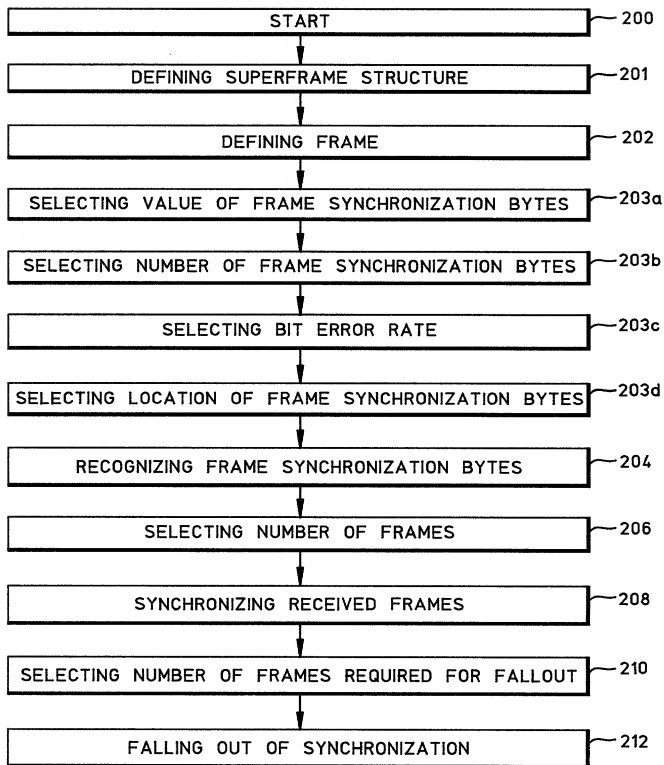 START 200
DEFINING SUPERFRAME STRUCTURE 201
DEFINING FRAME 202
SELECTING VALUE OF FRAME SYNCHRONIZATION BYTES 203a
SELECTING NUMBER OF FRAME SYNCHRONIZATION BYTES 203b
SELECTING BIT ERROR RATE 203c
SELECTING LOCATION OF FRAME SYNCHRONIZATION BYTES 203d
RECOGNIZING FRAME SYNCHRONIZATION BYTES 204
SELECTING NUMBER OF FRAMES 206
SYNCHRONIZING RECEIVED FRAMES 208
SELECTING NUMBER OF FRAMES REQUIRED FOR FALLOUT 210
FALLING OUT OF SYNCHRONIZATION 212